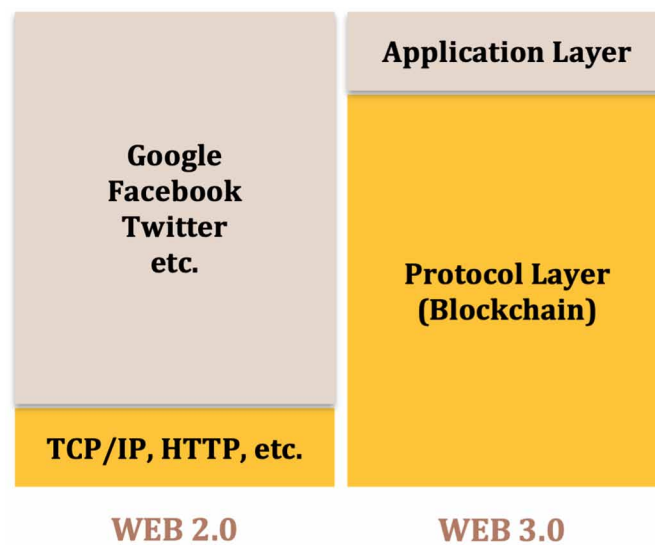 Google
Facebook
Twitter
etc.
TCP/IP, HTTP, etc.
WEB 2.0
Application Layer
Protocol Layer
(Blockchain)
WEB 3.0